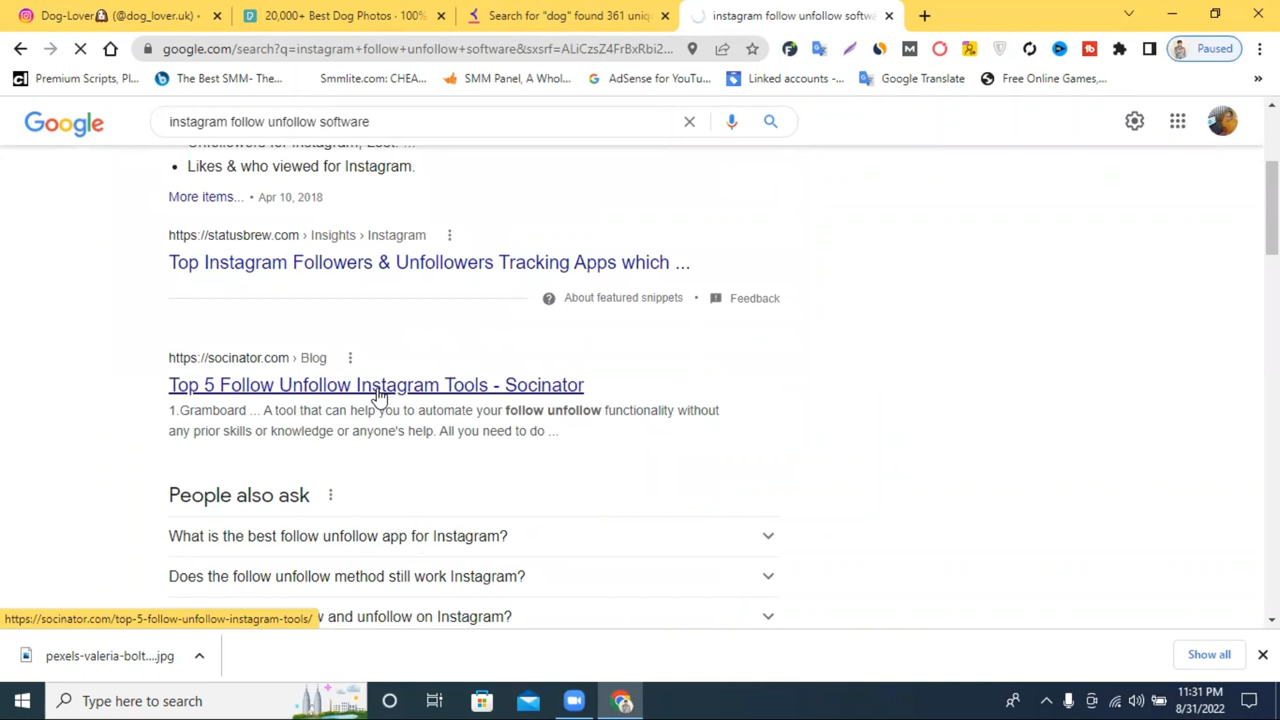 Dog-Lover (@dog_lover.uk) •
20,000+ Best Dog Photos · 100%
Search for "dog" found 361 uniq
instagram follow unfollow softw
google.com/search?q=instagram+follow+unfollow+software&sxsrf=ALiCzsZ4FrBxRbi2...
Paused
Premium Scripts, Pl...
The Best SMM- The...
Smmlite.com: CHEA...
SMM Panel, A Whol...
AdSense for YouTu...
Linked accounts -...
Google Translate
Free Online Games,...
»
Google
instagram follow unfollow software
• Likes & who viewed for Instagram.
More items... • Apr 10, 2018
https://statusbrew.com › Insights › Instagram
Top Instagram Followers & Unfollowers Tracking Apps which ...
About featured snippets • Feedback
https://socinator.com › Blog
Top 5 Follow Unfollow Instagram Tools - Socinator
1.Gramboard ... A tool that can help you to automate your follow unfollow functionality without
any prior skills or knowledge or anyone's help. All you need to do ...
People also ask
What is the best follow unfollow app for Instagram?
Does the follow unfollow method still work Instagram?
and unfollow on Instagram?
https://socinator.com/top-5-follow-unfollow-instagram-tools/
pexels-valeria-bolt....jpg
Show all
Type here to search
11:31 PM
8/31/2022